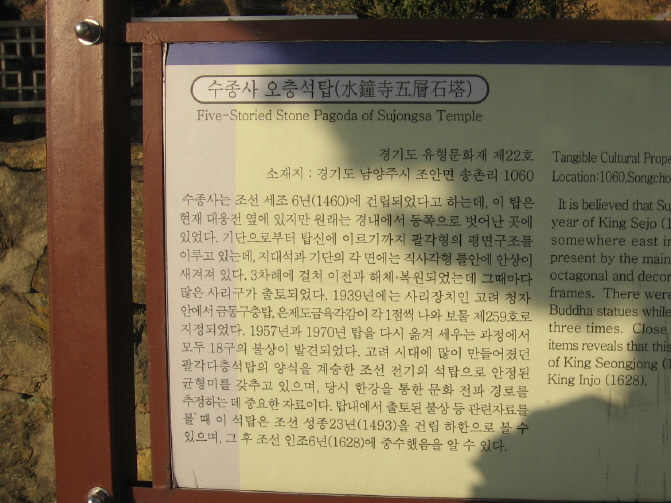 수종사 오층석탑(水鐘寺五層石塔)
Five-Storied Stone Pagoda of Sujongsa Temple
경기도 유형문화재 제22호
소재지 : 경기도 남양주시 조안면 송촌리 1060
수종사는 조선 세조 6년(1460)에 건립되었다고 하는데, 이 탑은
현재 대웅전 옆에 있지만 원래는 경내에서 동쪽으로 벗어난 곳에
있었다. 기단으로부터 탑신에 이르기까지 팔각형의 평면구조를
이루고 있는데, 지대석과 기단의 각 면에는 직사각형 틀안에 안상이
새겨져 있다. 3차례에 걸쳐 이전과 해체·복원되었는데 그때마다
많은 사리구가 출토되었다. 1939년에는 사리장치인 고려 청자
안에서 금동구층탑, 은제도금육각감이 각 1점씩 나와 보물 제259호로
지정되었다. 1957년과 1970년 탑을 다시 옮겨 세우는 과정에서
모두 18구의 불상이 발견되었다. 고려 시대에 많이 만들어졌던
팔각다층석탑의 양식을 계승한 조선 전기의 석탑으로 안정된
균형미를 갖추고 있으며, 당시 한강을 통한 문화 전파 경로를
추정하는 데 중요한 자료이다. 탑내에서 출토된 불상 등 관련자료를
볼 때 이 석탑은 조선 성종23년(1493)을 건립 하한으로 볼 수
있으며, 그 후 조선 인조6년(1628)에 중수했음을 알 수 있다.
Tangible Cultural Prope
Location:1060,Songcho
It is believed that Su
year of King Sejo (1
somewhere east in
present by the main
octagonal and decor
frames. There were
Buddha statues while
three times. Close
items reveals that this
of King Seongjong (1
King Injo (1628).